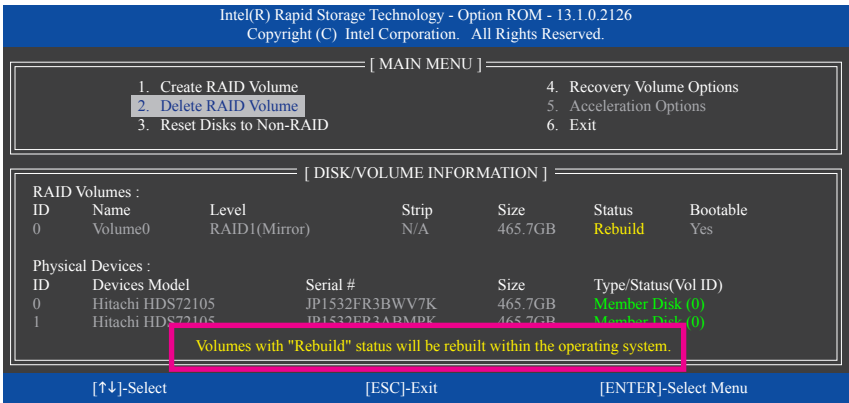 Intel(R) Rapid Storage Technology - Option ROM - 13.1.0.2126
Copyright (C) Intel Corporation. All Rights Reserved.
[ MAIN MENU ]
1. Create RAID Volume 4. Recovery Volume Options
2. Delete RAID Volume 5. Acceleration Options
3. Reset Disks to Non-RAID 6. Exit
[ DISK/VOLUME INFORMATION ]
RAID Volumes :
ID Name Level Strip Size Status Bootable
0 Volume0 RAID1(Mirror) N/A 465.7GB Rebuild Yes
Physical Devices :
ID Devices Model Serial # Size Type/Status(Vol ID)
0 Hitachi HDS72105 JP1532FR3BWV7K 465.7GB Member Disk (0)
1 Hitachi HDS72105 JP1532FR3ABMPK 465.7GB Member Disk (0)
Volumes with "Rebuild" status will be rebuilt within the operating system.
[↑↓]-Select [ESC]-Exit [ENTER]-Select Menu